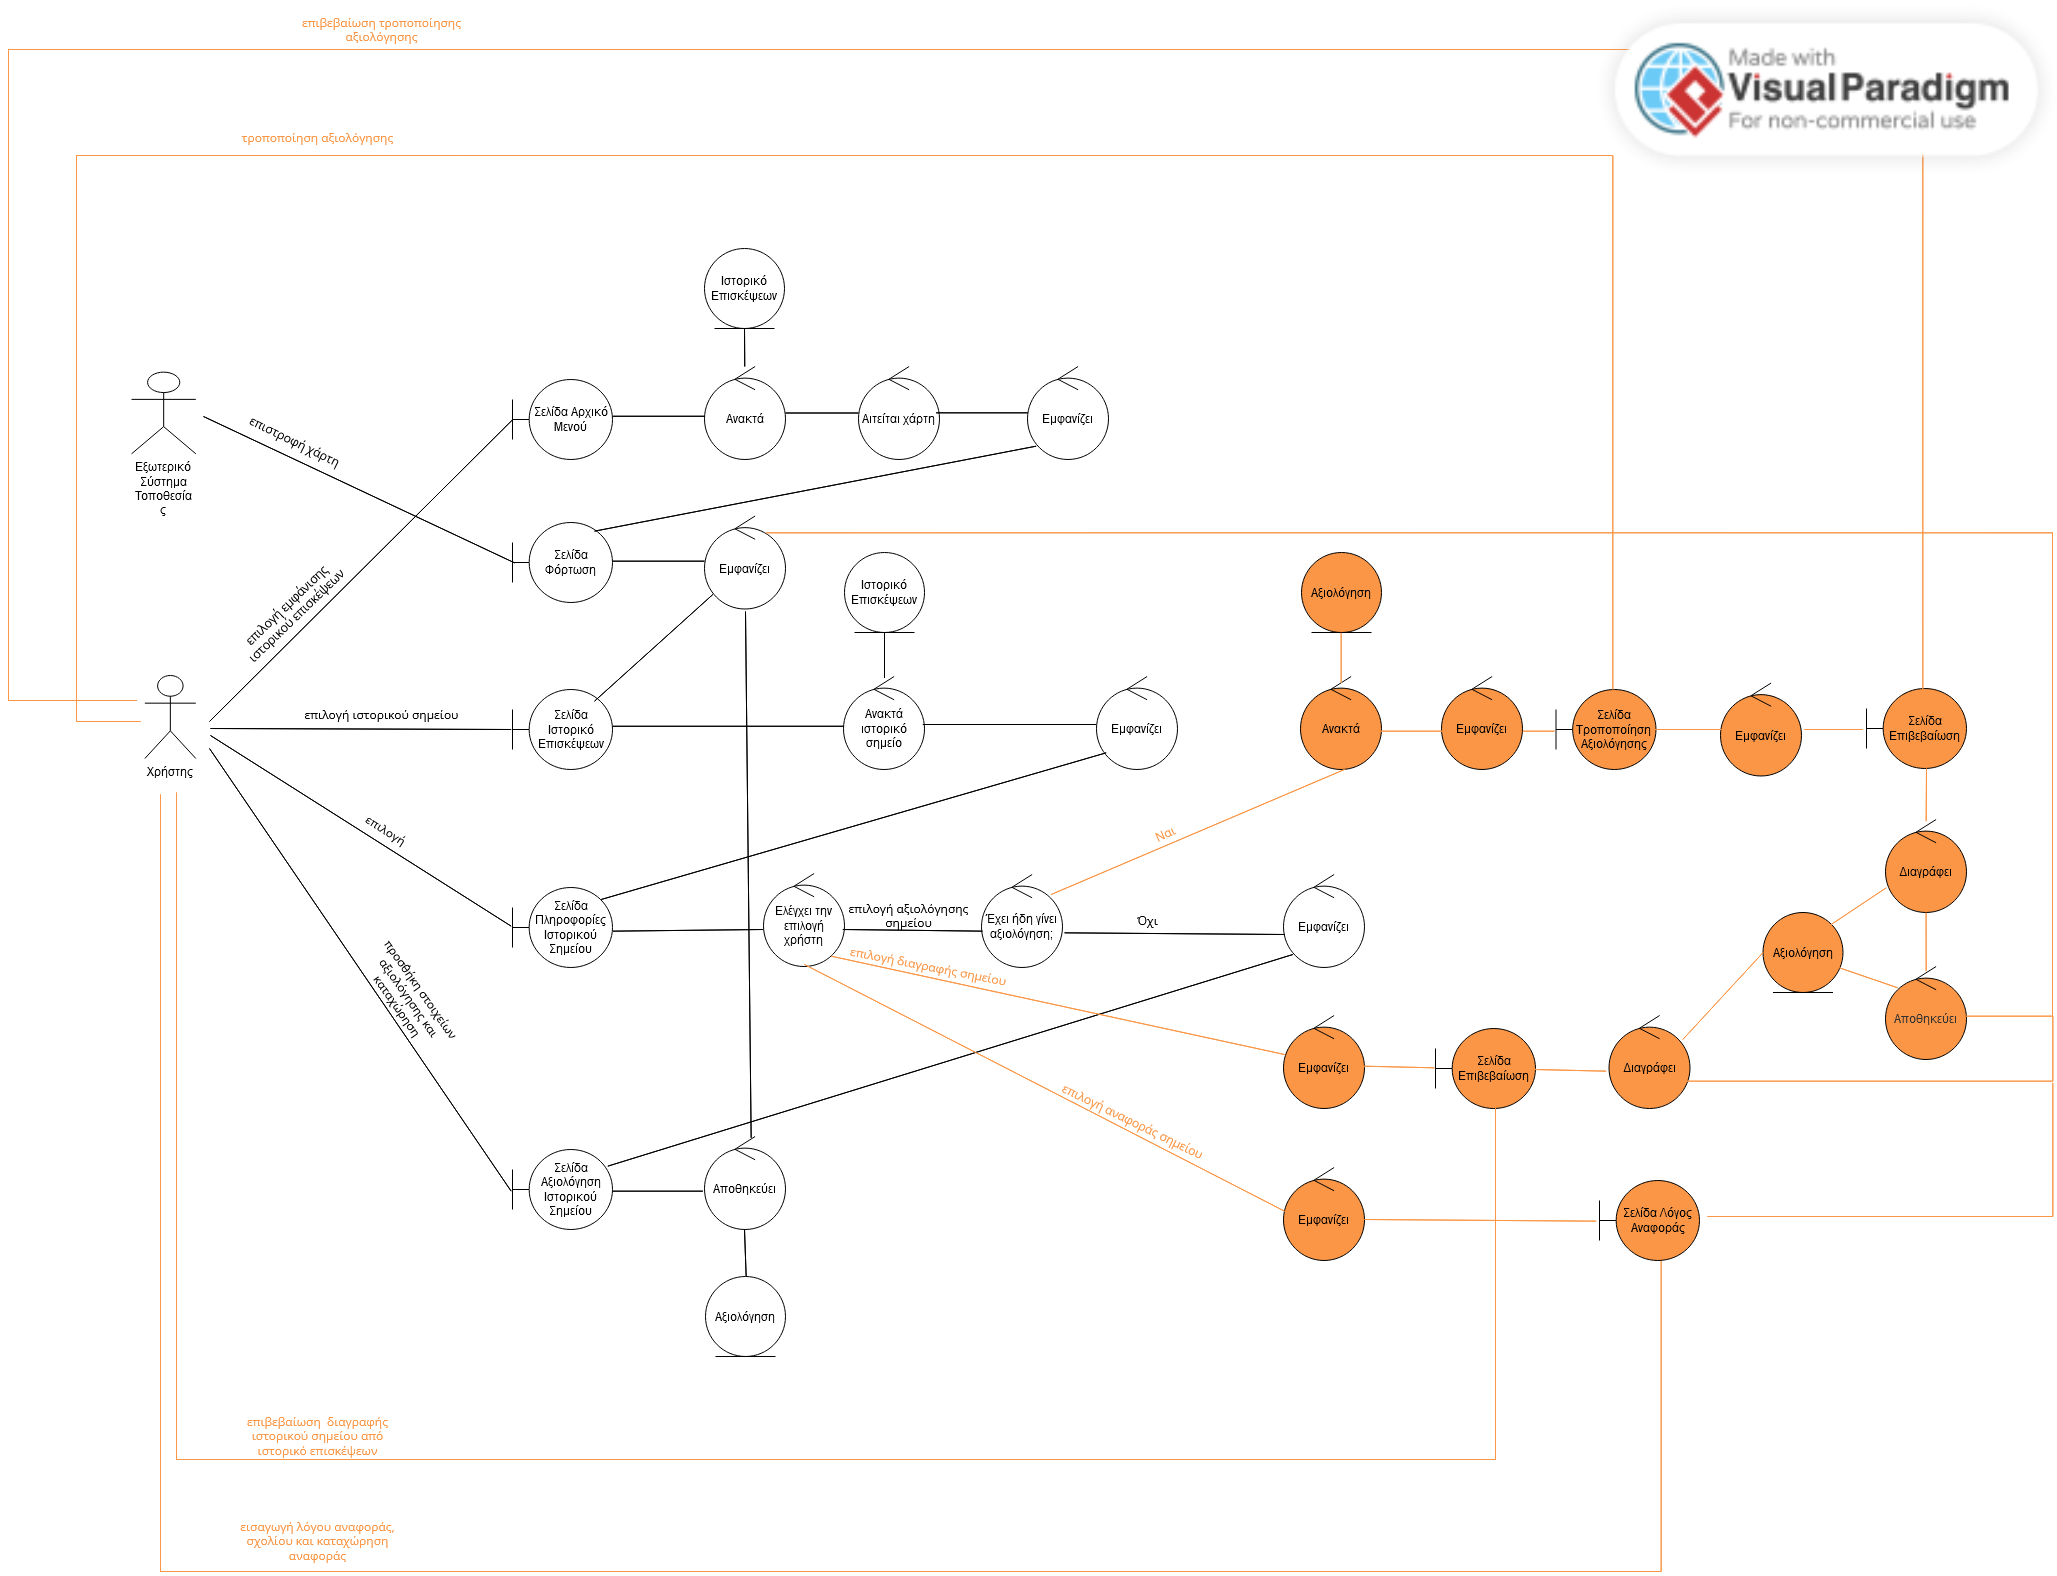 επιβεβαίωση τροποποίησης
αξιολόγησης
Made with
Visual Paradigm
For non-commercial use
τροποποίηση αξιολόγησης
Ιστορικό
Επισκέψεων
Εξωτερικό
Σύστημα
Τοποθεσία
ς
επιστροφή χάρτη
Σελίδα Αρχικό
Μενού
Ανακτά
Αιτείται χάρτη
Εμφανίζει
Σελίδα
Φόρτωση
Εμφανίζει
επιλογή εμφάνισης
ιστορικού επισκέψεων
Ιστορικό
Επισκέψεων
Αξιολόγηση
Χρήστης
επιλογή ιστορικού σημείου
Σελίδα
Ιστορικό
Επισκέψεων
Ανακτά
ιστορικό
σημείο
Εμφανίζει
Ανακτά
Εμφανίζει
Σελίδα
Τροποποίηση
Αξιολόγησης
Εμφανίζει
Σελίδα
Επιβεβαίωση
επιλογή
Ναι
Διαγράφει
Σελίδα
Πληροφορίες
Ιστορικού
Σημείου
Ελέγχει την
επιλογή
χρήστη
επιλογή αξιολόγησης
σημείου
Έχει ήδη γίνει
αξιολόγηση;
Όχι
Εμφανίζει
Αξιολόγηση
επιλογή διαγραφής σημείου
προσθήκη στοιχείων
αξιολόγησης και
καταχώρηση
Αποθηκεύει
Εμφανίζει
Σελίδα
Επιβεβαίωση
Διαγράφει
επιλογή αναφοράς σημείου
Σελίδα
Αξιολόγηση
Ιστορικού
Σημείου
Αποθηκεύει
Εμφανίζει
Σελίδα Λόγος
Αναφοράς
Αξιολόγηση
επιβεβαίωση διαγραφής
ιστορικού σημείου από
ιστορικό επισκέψεων
εισαγωγή λόγου αναφοράς,
σχολίου και καταχώρηση
αναφοράς